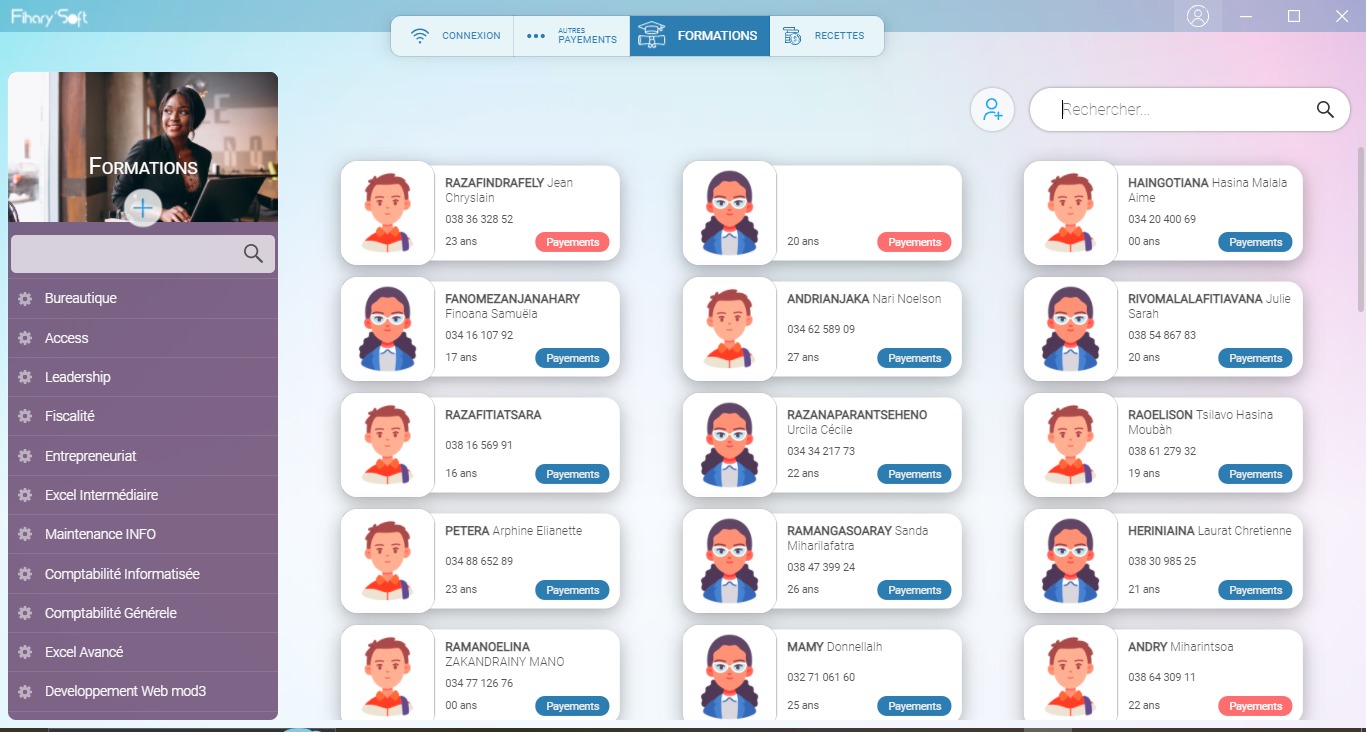 Fihary'Soft
CONNEXION
AUTRES
PAYEMENTS
FORMATIONS
RECETTES
FORMATIONS
Bureautique
Access
Leadership
Fiscalité
Entrepreneuriat
Excel Intermédiaire
Maintenance INFO
Comptabilité Informatisée
Comptabilité Générele
Excel Avancé
Developpement Web mod3
Rechercher...
RAZAFINDRAFELY Jean
Chryslain
038 36 328 52
23 ans
Payements
20 ans
Payements
HAINGOTIANA Hasina Malala
Aime
034 20 400 69
00 ans
Payements
FANOMEZANJANAHARY
Finoana Samuëla
034 16 107 92
17 ans
Payements
ANDRIANJAKA Nari Noelson
034 62 589 09
27 ans
Payements
RIVOMALALAFITIAVANA Julie
Sarah
038 54 867 83
20 ans
Payements
RAZAFITIATSARA
038 16 569 91
16 ans
Payements
RAZANAPARANTSEHENO
Urcila Cécile
034 34 217 73
22 ans
Payements
RAOELISON Tsilavo Hasina
Moubàh
038 61 279 32
19 ans
Payements
PETERA Arphine Elianette
034 88 652 89
23 ans
Payements
RAMANGASOARAY Sanda
Miharilafatra
038 47 399 24
26 ans
Payements
HERINIAINA Laurat Chretienne
038 30 985 25
21 ans
Payements
RAMANOELINA
ZAKANDRAINY MANO
034 77 126 76
00 ans
Payements
MAMY Donnellalh
032 71 061 60
25 ans
Payements
ANDRY Miharintsoa
038 64 309 11
22 ans
Payements